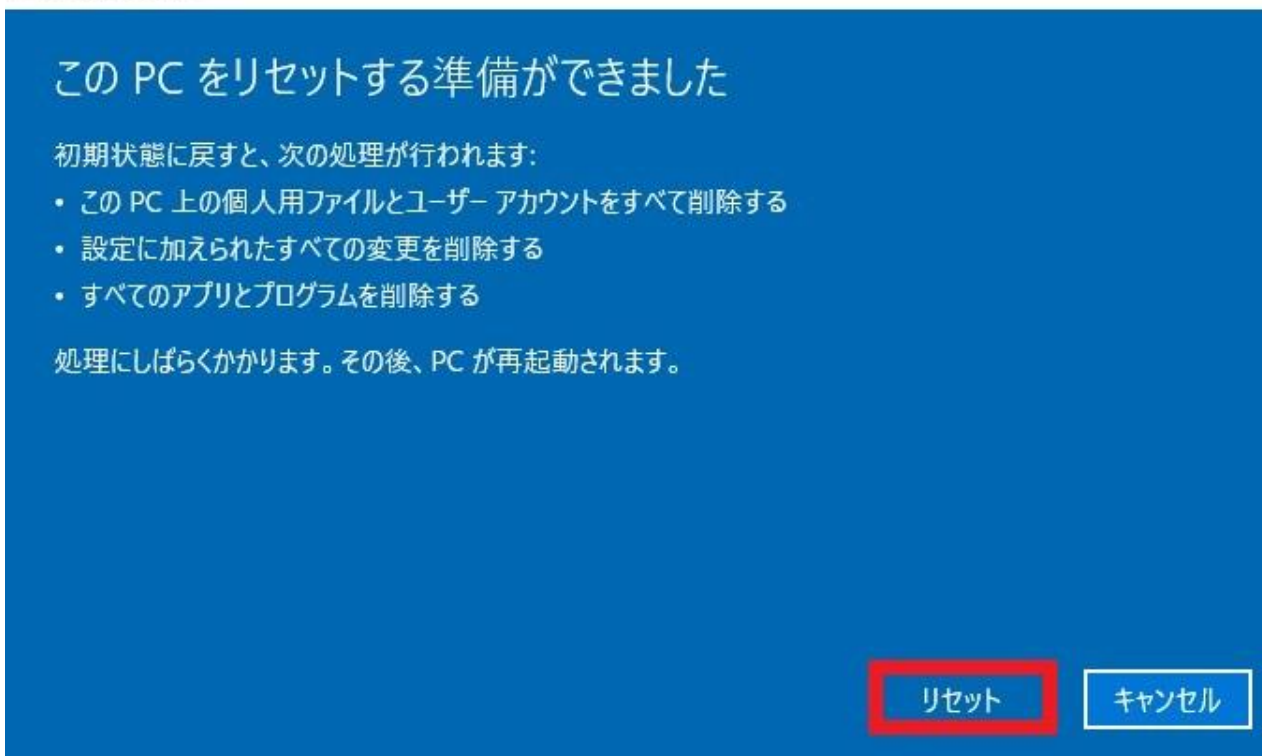 この PC をリセットする準備ができました
初期状態に戻すと、次の処理が行われます:
• この PC 上の個人用ファイルとユーザー アカウントをすべて削除する
• 設定に加えられたすべての変更を削除する
• すべてのアプリとプログラムを削除する
処理にしばらくかかります。その後、PC が再起動されます。
リセット キャンセル